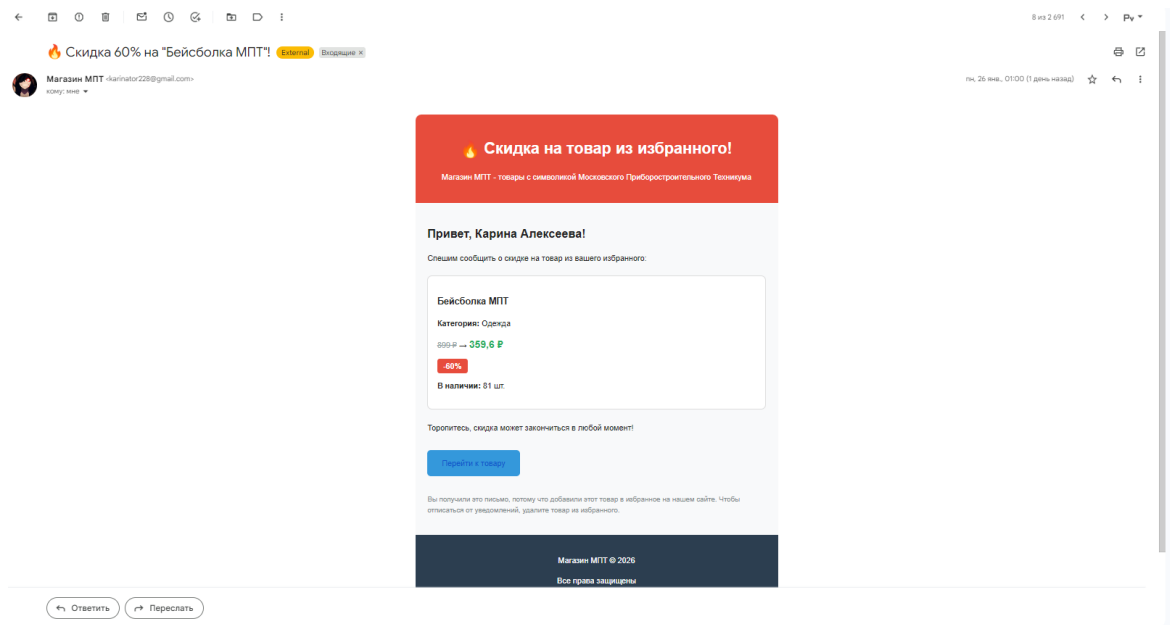 8 из 2 691
Ру
🔥 Скидка 60% на "Бейсболка МПТ"! External Входящие ×
Магазин МПТ <karinator228@gmail.com>
пн, 26 янв., 01:00 (1 день назад)
кому: мне
🔥 Скидка на товар из избранного!
Магазин МПТ - товары с символикой Московского Приборостроительного Техникума
Привет, Карина Алексеева!
Спешим сообщить о скидке на товар из вашего избранного:
Бейсболка МПТ
Категория: Одежда
899 ₽ → 359,6 ₽
-60%
В наличии: 81 шт.
Торопитесь, скидка может закончиться в любой момент!
Перейти к товару
Вы получили это письмо, потому что добавили этот товар в избранное на нашем сайте. Чтобы
отписаться от уведомлений, удалите товар из избранного.
Магазин МПТ © 2026
Все права защищены
Ответить
Переслать